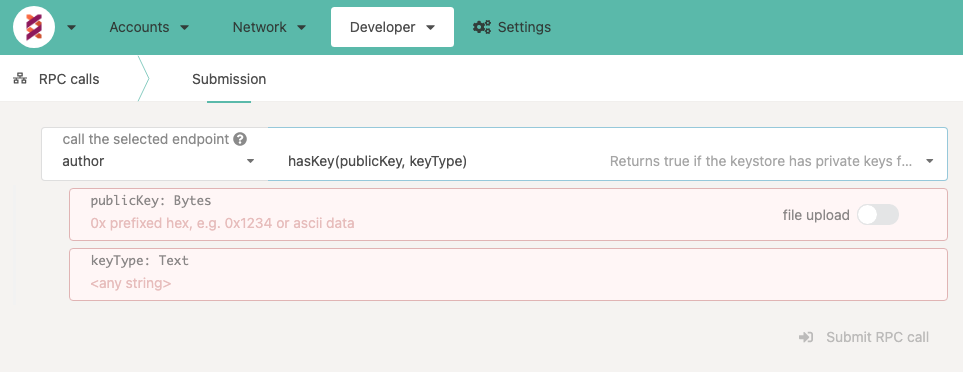 Accounts Network Developer Settings
RPC calls Submission
call the selected endpoint ?
author hasKey(publicKey, keyType) Returns true if the keystore has private keys f...
publicKey: Bytes
0x prefixed hex, e.g. 0x1234 or ascii data file upload
keyType: Text
<any string>
Submit RPC call